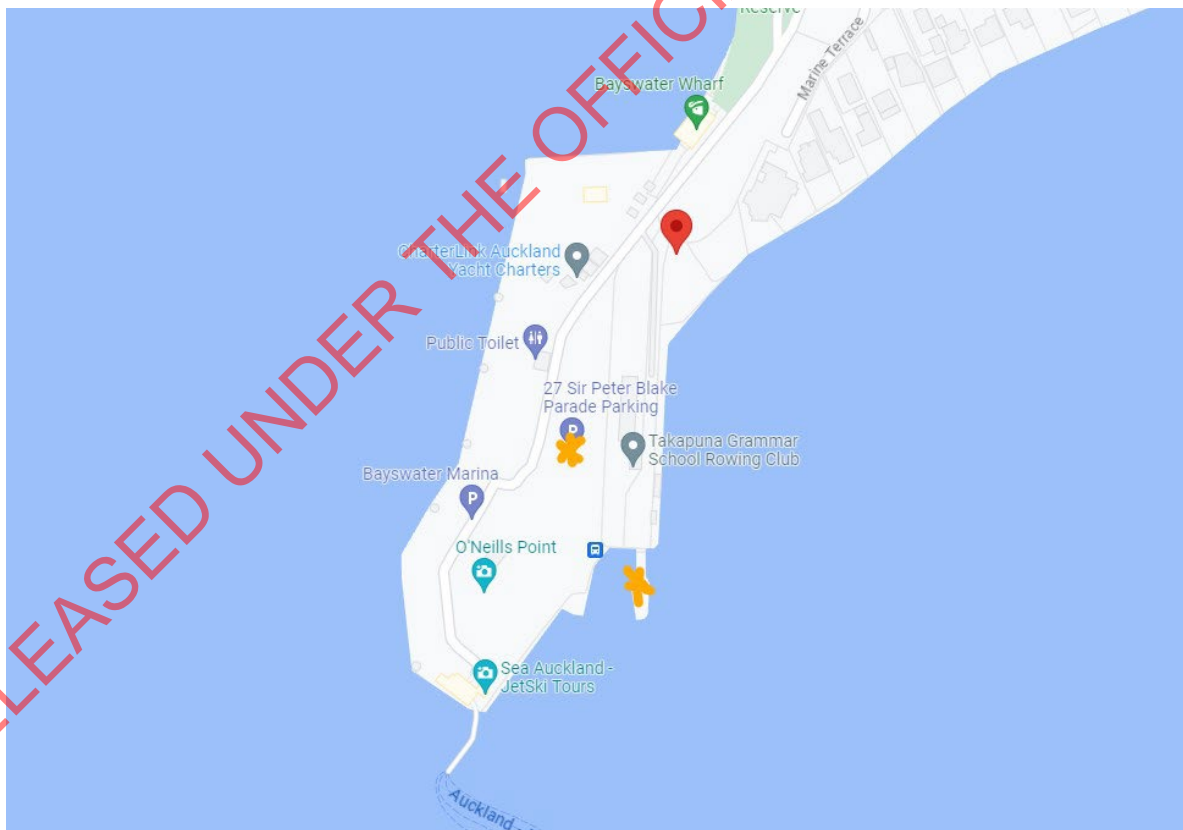 Reserve
Marine Terrace
Bayswater Wharf
CharterLink Auckland
Yacht Charters
Public Toilet
27 Sir Peter Blake
Parade Parking
P
Takapuna Grammar
School Rowing Club
Bayswater Marina
P
O'Neills Point
Sea Auckland -
JetSki Tours
Auckland -
RELEASED UNDER THE OFFIC